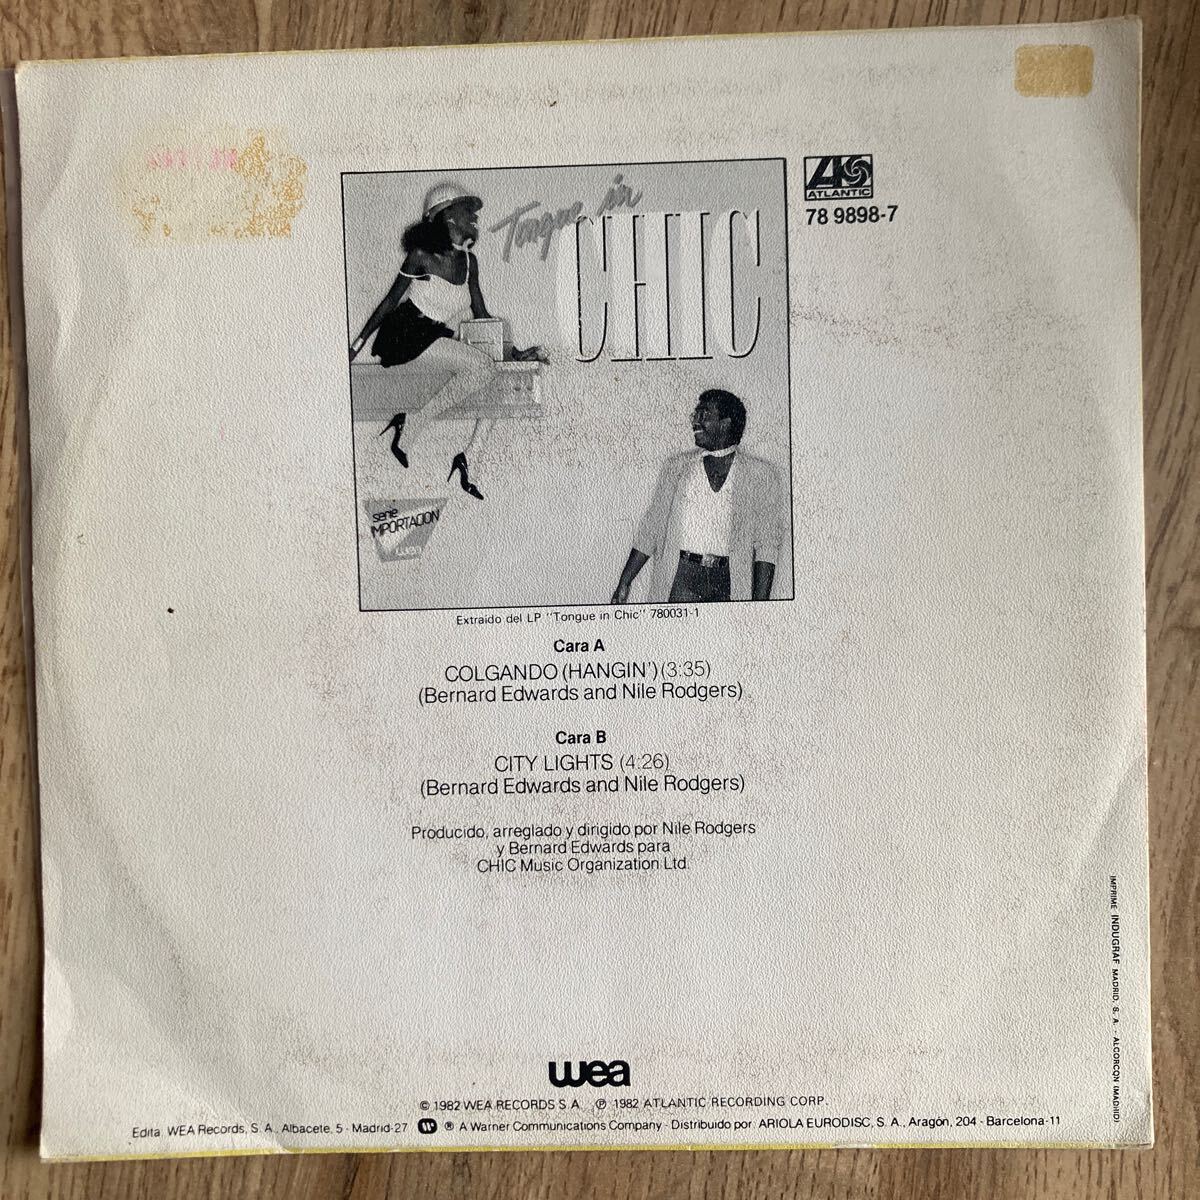 ATLANTIC
78 9898-7
Tongue in
CHIC
serie
IMPORTACION
wea
Extraido del LP "Tongue in Chic" 780031-1
Cara A
COLGANDO (HANGIN') (3:35)
(Bernard Edwards and Nile Rodgers)
Cara B
CITY LIGHTS (4:26)
(Bernard Edwards and Nile Rodgers)
Producido, arreglado y dirigido por Nile Rodgers
y Bernard Edwards para
CHIC Music Organization Ltd.
IMPRIME INDUGRAF MADRID, S. A. - ALCORCON (MADRID)
wea
© 1982 WEA RECORDS S.A. ℗ 1982 ATLANTIC RECORDING CORP.
Edita: WEA Records, S. A., Albacete, 5 - Madrid-27 ® A Warner Communications Company - Distribuido por: ARIOLA EURODISC, S. A., Aragón, 204 - Barcelona-11